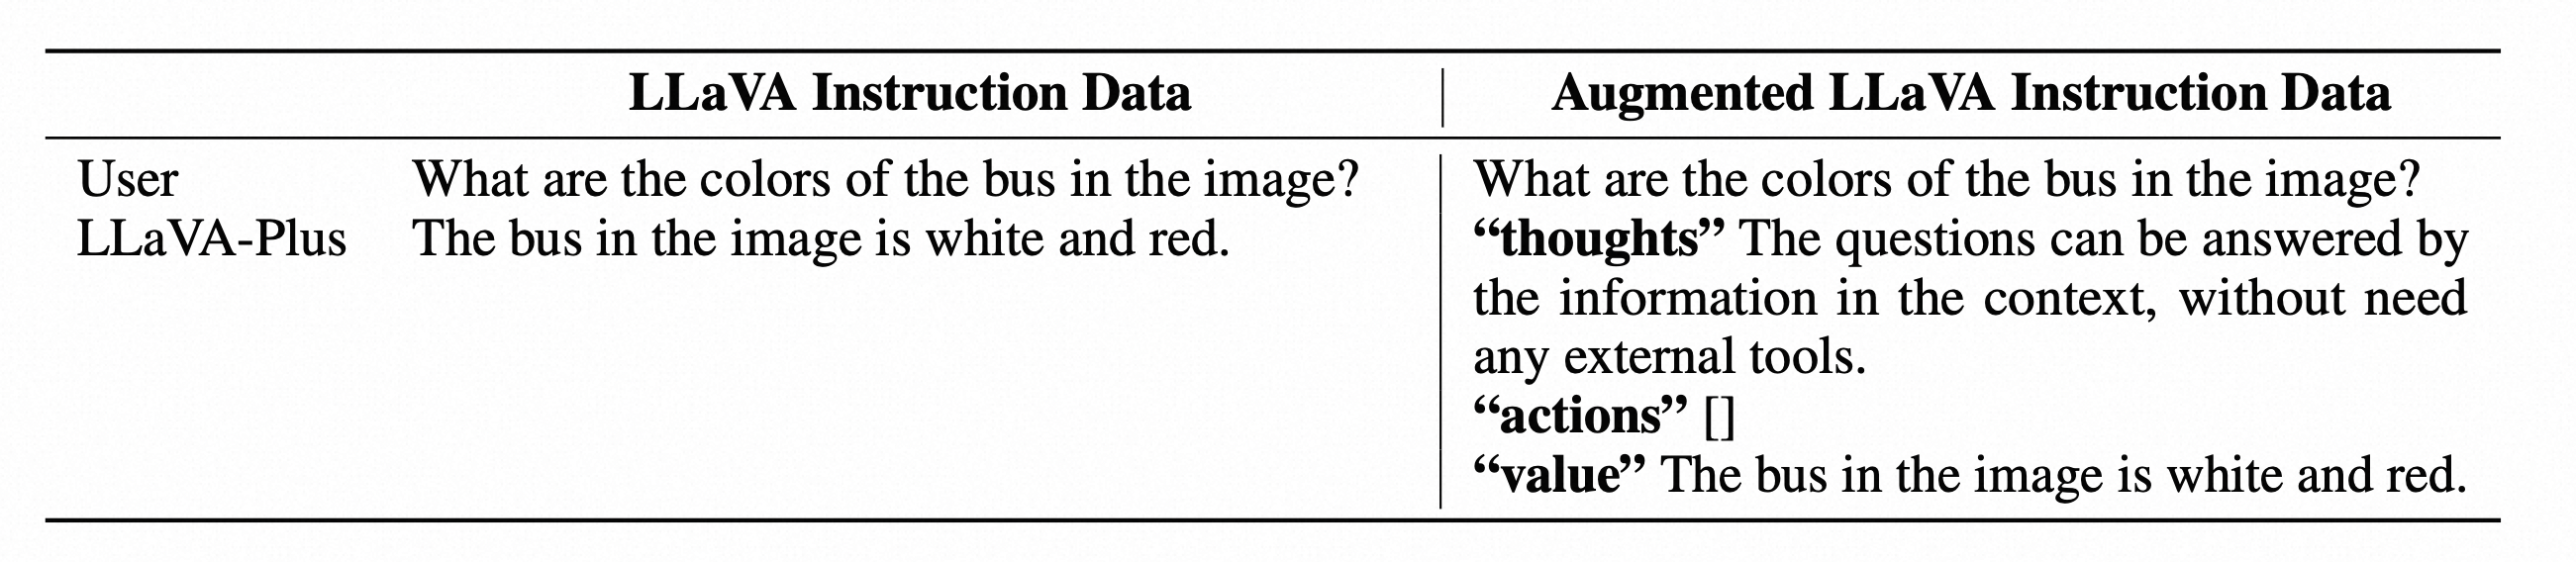 LLaVA Instruction Data | Augmented LLaVA Instruction Data
User What are the colors of the bus in the image? What are the colors of the bus in the image?
LLaVA-Plus The bus in the image is white and red. “thoughts” The questions can be answered by
the information in the context, without need
any external tools.
“actions” []
“value” The bus in the image is white and red.